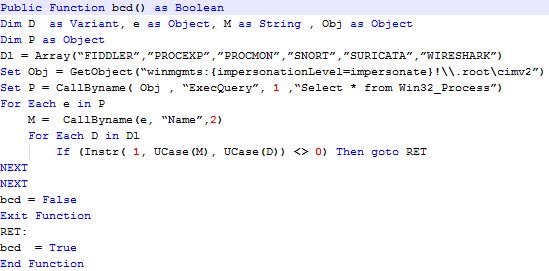 Public Function bcd() as Boolean
Dim D  as Variant, e as Object, M as String , Obj as Object
Dim P as Object
Dl = Array(“FIDDLER”,”PROCEXP”,”PROCMON”,”SNORT”,”SURICATA”,”WIRESHARK”)
Set Obj = GetObject(“winmgmts:{impersonationLevel=impersonate}!\\.root\cimv2”)
Set P = CallByname( Obj , “ExecQuery”, 1 ,“Select * from Win32_Process”)
For Each e in P
    M =  CallByname(e, “Name”,2)
    For Each D in Dl
        If (Instr( 1, UCase(M), UCase(D)) <> 0) Then goto RET
NEXT
NEXT
bcd = False
Exit Function
RET:
bcd  = True
End Function